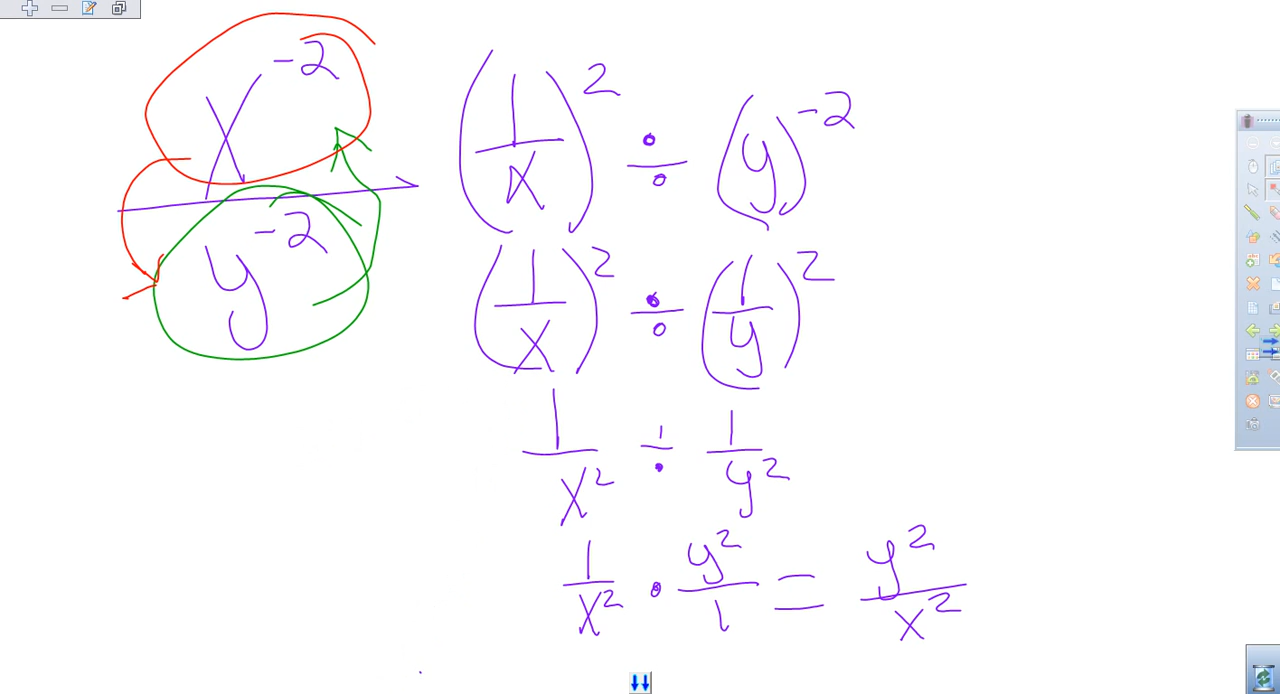 x^-2 / y^-2
(1/x)^2 ÷ (y)^-2
(1/x)^2 ÷ (1/y)^2
1/x^2 ÷ 1/y^2
1/x^2 • y^2/1 = y^2/x^2